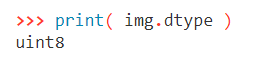 >>> print( img.dtype )
uint8